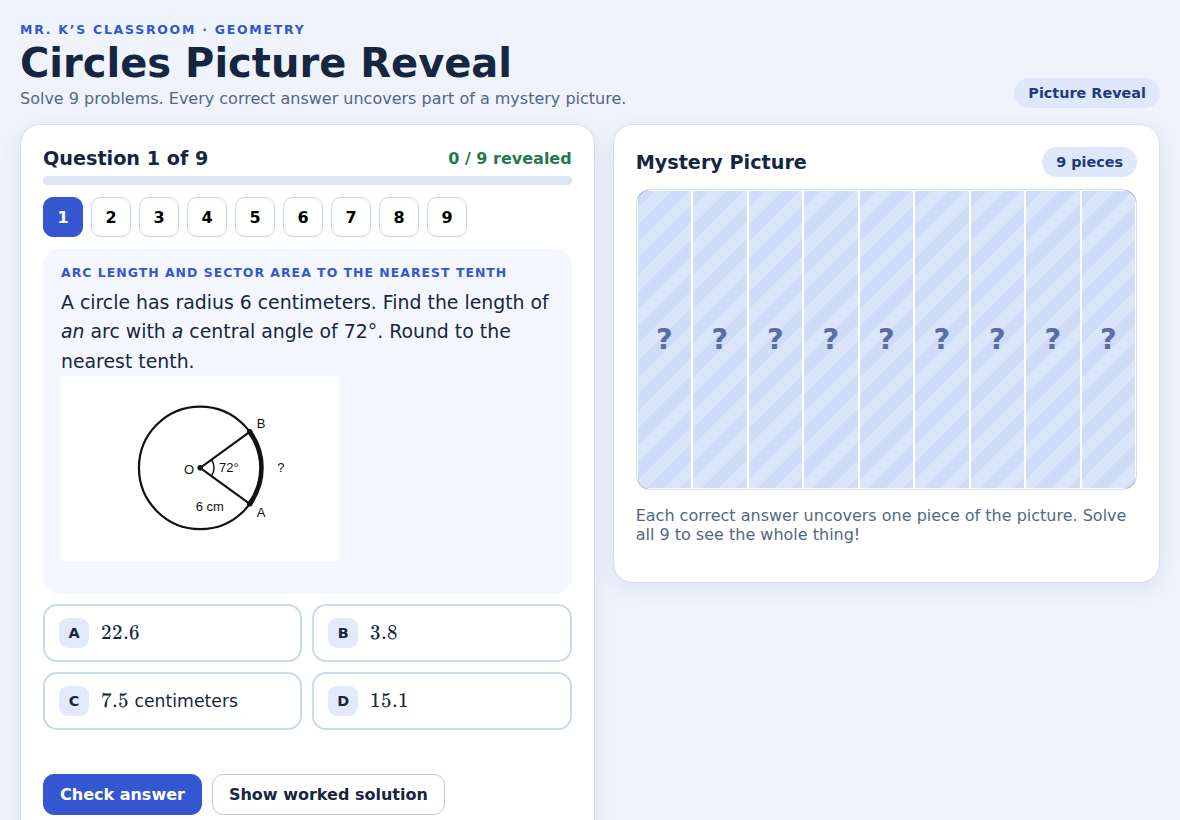 MR. K’S CLASSROOM · GEOMETRY
Circles Picture Reveal
Solve 9 problems. Every correct answer uncovers part of a mystery picture.
Picture Reveal
Question 1 of 9
0 / 9 revealed
1 2 3 4 5 6 7 8 9
ARC LENGTH AND SECTOR AREA TO THE NEAREST TENTH
A circle has radius 6 centimeters. Find the length of
an arc with a central angle of 72°. Round to the
nearest tenth.
B
O
72°
?
6 cm
A
A 22.6
B 3.8
C 7.5 centimeters
D 15.1
Check answer
Show worked solution
Mystery Picture
9 pieces
? ? ? ? ? ? ? ? ?
Each correct answer uncovers one piece of the picture. Solve
all 9 to see the whole thing!